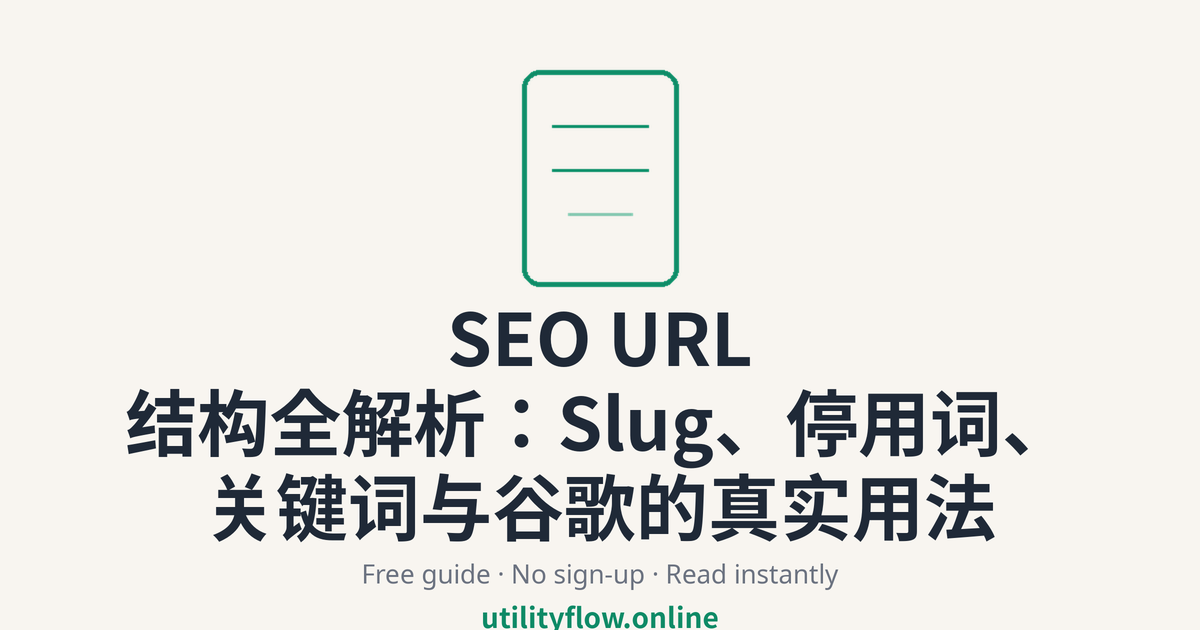 SEO URL
结构全解析：Slug、停用词、
关键词与谷歌的真实用法
Free guide · No sign-up · Read instantly
utilityflow.online